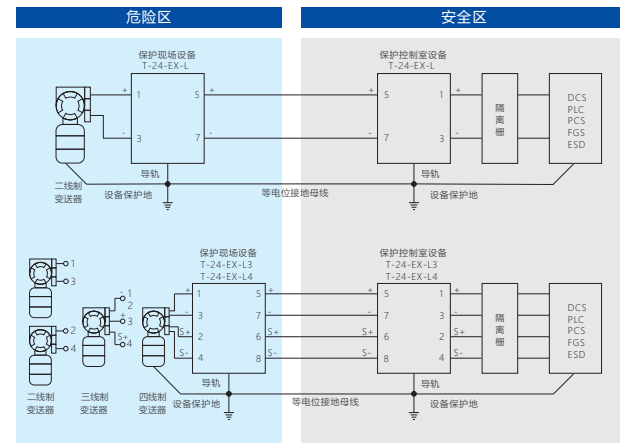 危险区
安全区
保护现场设备
T-24-EX-L
保护控制室设备
T-24-EX-L
+ 1 5 +
+ 5 1 +
- 3 7 -
- 7 3 -
隔
离
栅
DCS
PLC
PCS
FGS
ESD
导轨
导轨
二线制
变送器
设备保护地
等电位接地母线
设备保护地
保护现场设备
T-24-EX-L3
T-24-EX-L4
保护控制室设备
T-24-EX-L3
T-24-EX-L4
1
3
2
4
- 1
2
+ 3
S+ 4
+ 1 5 +
- 3 7 -
S+ 2 6 S+
S- 4 8 S-
+ 5 1 +
- 7 3 -
S+ 6 2 S+
S- 8 4 S-
隔
离
栅
DCS
PLC
PCS
FGS
ESD
导轨
导轨
二线制
变送器
三线制
变送器
四线制
变送器
设备保护地
等电位接地母线
设备保护地